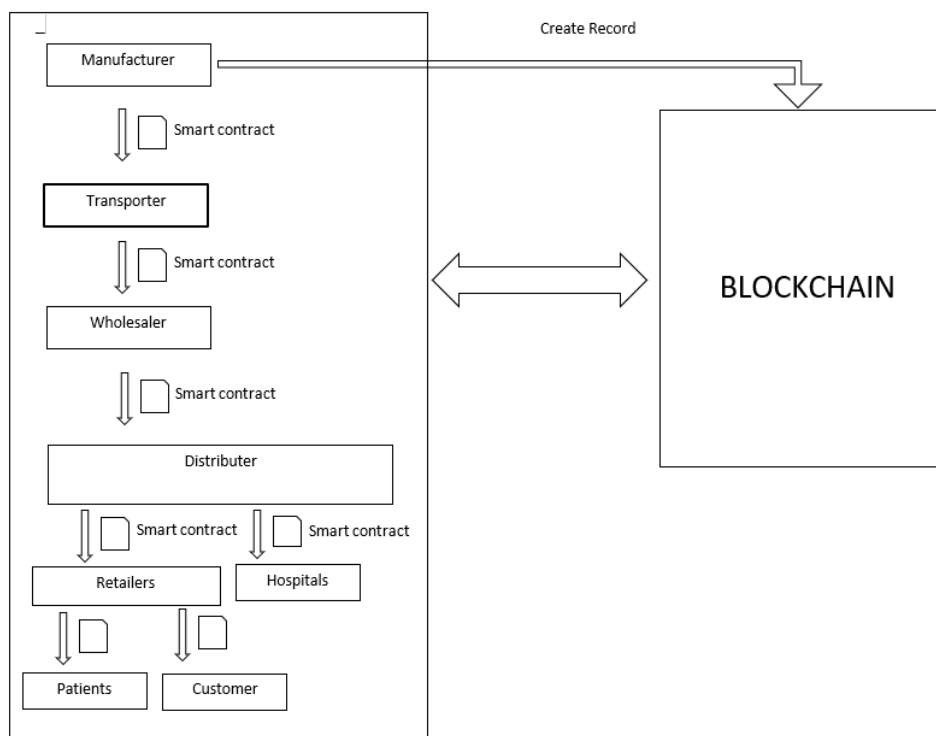 Create Record
Manufacturer
Smart contract
Transporter
Smart contract
Wholesaler
BLOCKCHAIN
Smart contract
Distributer
Smart contract
Smart contract
Retailers
Hospitals
Patients
Customer